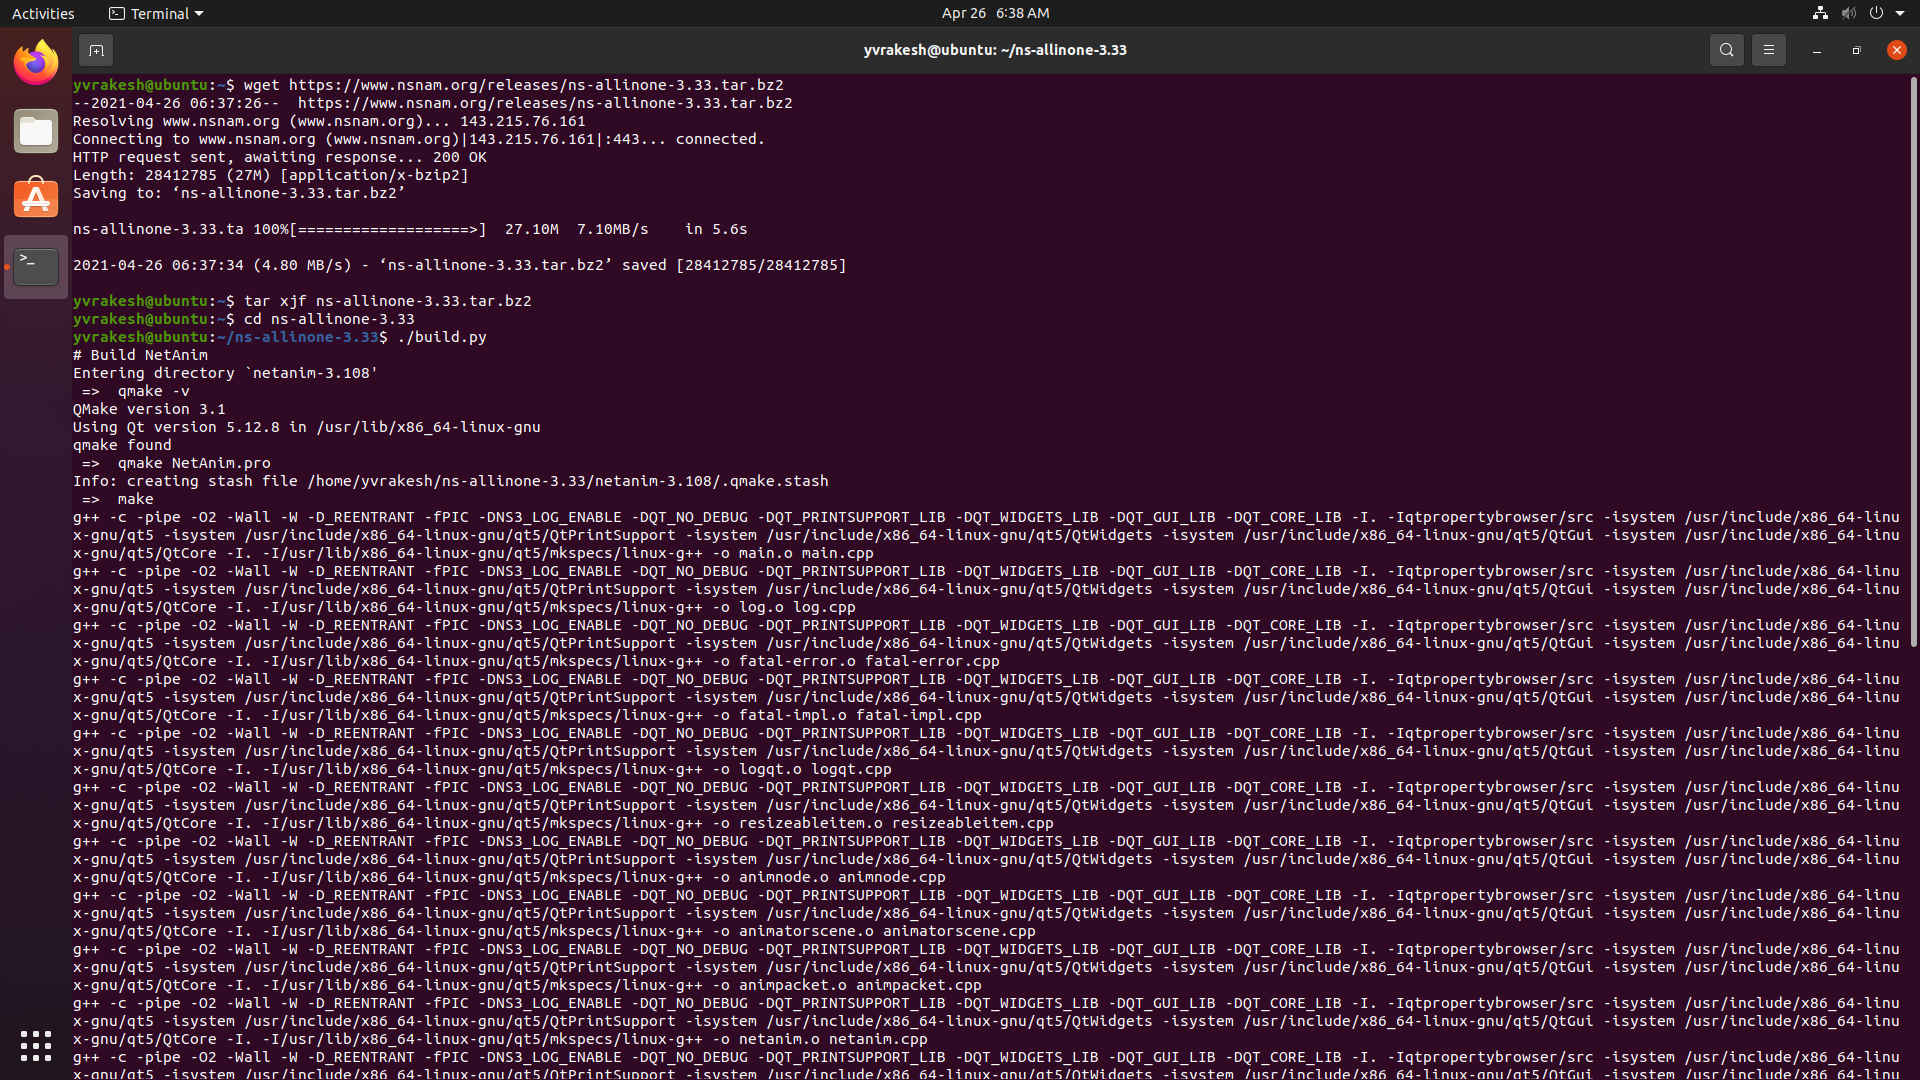 Activities
Terminal
Apr 26 6:38 AM
yvrakesh@ubuntu: ~/ns-allinone-3.33
yvrakesh@ubuntu:~$ wget https://www.nsnam.org/releases/ns-allinone-3.33.tar.bz2
--2021-04-26 06:37:26--  https://www.nsnam.org/releases/ns-allinone-3.33.tar.bz2
Resolving www.nsnam.org (www.nsnam.org)... 143.215.76.161
Connecting to www.nsnam.org (www.nsnam.org)|143.215.76.161|:443... connected.
HTTP request sent, awaiting response... 200 OK
Length: 28412785 (27M) [application/x-bzip2]
Saving to: ‘ns-allinone-3.33.tar.bz2’
ns-allinone-3.33.ta 100%[===================>]  27.10M  7.10MB/s    in 5.6s
2021-04-26 06:37:34 (4.80 MB/s) - ‘ns-allinone-3.33.tar.bz2’ saved [28412785/28412785]
yvrakesh@ubuntu:~$ tar xjf ns-allinone-3.33.tar.bz2
yvrakesh@ubuntu:~$ cd ns-allinone-3.33
yvrakesh@ubuntu:~/ns-allinone-3.33$ ./build.py
# Build NetAnim
Entering directory `netanim-3.108'
 =>  qmake -v
QMake version 3.1
Using Qt version 5.12.8 in /usr/lib/x86_64-linux-gnu
qmake found
 =>  qmake NetAnim.pro
Info: creating stash file /home/yvrakesh/ns-allinone-3.33/netanim-3.108/.qmake.stash
 =>  make
g++ -c -pipe -O2 -Wall -W -D_REENTRANT -fPIC -DNS3_LOG_ENABLE -DQT_NO_DEBUG -DQT_PRINTSUPPORT_LIB -DQT_WIDGETS_LIB -DQT_GUI_LIB -DQT_CORE_LIB -I. -Iqtpropertybrowser/src -isystem /usr/include/x86_64-linu
x-gnu/qt5 -isystem /usr/include/x86_64-linux-gnu/qt5/QtPrintSupport -isystem /usr/include/x86_64-linux-gnu/qt5/QtWidgets -isystem /usr/include/x86_64-linux-gnu/qt5/QtGui -isystem /usr/include/x86_64-linu
x-gnu/qt5/QtCore -I. -I/usr/lib/x86_64-linux-gnu/qt5/mkspecs/linux-g++ -o main.o main.cpp
g++ -c -pipe -O2 -Wall -W -D_REENTRANT -fPIC -DNS3_LOG_ENABLE -DQT_NO_DEBUG -DQT_PRINTSUPPORT_LIB -DQT_WIDGETS_LIB -DQT_GUI_LIB -DQT_CORE_LIB -I. -Iqtpropertybrowser/src -isystem /usr/include/x86_64-linu
x-gnu/qt5 -isystem /usr/include/x86_64-linux-gnu/qt5/QtPrintSupport -isystem /usr/include/x86_64-linux-gnu/qt5/QtWidgets -isystem /usr/include/x86_64-linux-gnu/qt5/QtGui -isystem /usr/include/x86_64-linu
x-gnu/qt5/QtCore -I. -I/usr/lib/x86_64-linux-gnu/qt5/mkspecs/linux-g++ -o log.o log.cpp
g++ -c -pipe -O2 -Wall -W -D_REENTRANT -fPIC -DNS3_LOG_ENABLE -DQT_NO_DEBUG -DQT_PRINTSUPPORT_LIB -DQT_WIDGETS_LIB -DQT_GUI_LIB -DQT_CORE_LIB -I. -Iqtpropertybrowser/src -isystem /usr/include/x86_64-linu
x-gnu/qt5 -isystem /usr/include/x86_64-linux-gnu/qt5/QtPrintSupport -isystem /usr/include/x86_64-linux-gnu/qt5/QtWidgets -isystem /usr/include/x86_64-linux-gnu/qt5/QtGui -isystem /usr/include/x86_64-linu
x-gnu/qt5/QtCore -I. -I/usr/lib/x86_64-linux-gnu/qt5/mkspecs/linux-g++ -o fatal-error.o fatal-error.cpp
g++ -c -pipe -O2 -Wall -W -D_REENTRANT -fPIC -DNS3_LOG_ENABLE -DQT_NO_DEBUG -DQT_PRINTSUPPORT_LIB -DQT_WIDGETS_LIB -DQT_GUI_LIB -DQT_CORE_LIB -I. -Iqtpropertybrowser/src -isystem /usr/include/x86_64-linu
x-gnu/qt5 -isystem /usr/include/x86_64-linux-gnu/qt5/QtPrintSupport -isystem /usr/include/x86_64-linux-gnu/qt5/QtWidgets -isystem /usr/include/x86_64-linux-gnu/qt5/QtGui -isystem /usr/include/x86_64-linu
x-gnu/qt5/QtCore -I. -I/usr/lib/x86_64-linux-gnu/qt5/mkspecs/linux-g++ -o fatal-impl.o fatal-impl.cpp
g++ -c -pipe -O2 -Wall -W -D_REENTRANT -fPIC -DNS3_LOG_ENABLE -DQT_NO_DEBUG -DQT_PRINTSUPPORT_LIB -DQT_WIDGETS_LIB -DQT_GUI_LIB -DQT_CORE_LIB -I. -Iqtpropertybrowser/src -isystem /usr/include/x86_64-linu
x-gnu/qt5 -isystem /usr/include/x86_64-linux-gnu/qt5/QtPrintSupport -isystem /usr/include/x86_64-linux-gnu/qt5/QtWidgets -isystem /usr/include/x86_64-linux-gnu/qt5/QtGui -isystem /usr/include/x86_64-linu
x-gnu/qt5/QtCore -I. -I/usr/lib/x86_64-linux-gnu/qt5/mkspecs/linux-g++ -o logqt.o logqt.cpp
g++ -c -pipe -O2 -Wall -W -D_REENTRANT -fPIC -DNS3_LOG_ENABLE -DQT_NO_DEBUG -DQT_PRINTSUPPORT_LIB -DQT_WIDGETS_LIB -DQT_GUI_LIB -DQT_CORE_LIB -I. -Iqtpropertybrowser/src -isystem /usr/include/x86_64-linu
x-gnu/qt5 -isystem /usr/include/x86_64-linux-gnu/qt5/QtPrintSupport -isystem /usr/include/x86_64-linux-gnu/qt5/QtWidgets -isystem /usr/include/x86_64-linux-gnu/qt5/QtGui -isystem /usr/include/x86_64-linu
x-gnu/qt5/QtCore -I. -I/usr/lib/x86_64-linux-gnu/qt5/mkspecs/linux-g++ -o resizeableitem.o resizeableitem.cpp
g++ -c -pipe -O2 -Wall -W -D_REENTRANT -fPIC -DNS3_LOG_ENABLE -DQT_NO_DEBUG -DQT_PRINTSUPPORT_LIB -DQT_WIDGETS_LIB -DQT_GUI_LIB -DQT_CORE_LIB -I. -Iqtpropertybrowser/src -isystem /usr/include/x86_64-linu
x-gnu/qt5 -isystem /usr/include/x86_64-linux-gnu/qt5/QtPrintSupport -isystem /usr/include/x86_64-linux-gnu/qt5/QtWidgets -isystem /usr/include/x86_64-linux-gnu/qt5/QtGui -isystem /usr/include/x86_64-linu
x-gnu/qt5/QtCore -I. -I/usr/lib/x86_64-linux-gnu/qt5/mkspecs/linux-g++ -o animnode.o animnode.cpp
g++ -c -pipe -O2 -Wall -W -D_REENTRANT -fPIC -DNS3_LOG_ENABLE -DQT_NO_DEBUG -DQT_PRINTSUPPORT_LIB -DQT_WIDGETS_LIB -DQT_GUI_LIB -DQT_CORE_LIB -I. -Iqtpropertybrowser/src -isystem /usr/include/x86_64-linu
x-gnu/qt5 -isystem /usr/include/x86_64-linux-gnu/qt5/QtPrintSupport -isystem /usr/include/x86_64-linux-gnu/qt5/QtWidgets -isystem /usr/include/x86_64-linux-gnu/qt5/QtGui -isystem /usr/include/x86_64-linu
x-gnu/qt5/QtCore -I. -I/usr/lib/x86_64-linux-gnu/qt5/mkspecs/linux-g++ -o animatorscene.o animatorscene.cpp
g++ -c -pipe -O2 -Wall -W -D_REENTRANT -fPIC -DNS3_LOG_ENABLE -DQT_NO_DEBUG -DQT_PRINTSUPPORT_LIB -DQT_WIDGETS_LIB -DQT_GUI_LIB -DQT_CORE_LIB -I. -Iqtpropertybrowser/src -isystem /usr/include/x86_64-linu
x-gnu/qt5 -isystem /usr/include/x86_64-linux-gnu/qt5/QtPrintSupport -isystem /usr/include/x86_64-linux-gnu/qt5/QtWidgets -isystem /usr/include/x86_64-linux-gnu/qt5/QtGui -isystem /usr/include/x86_64-linu
x-gnu/qt5/QtCore -I. -I/usr/lib/x86_64-linux-gnu/qt5/mkspecs/linux-g++ -o animpacket.o animpacket.cpp
g++ -c -pipe -O2 -Wall -W -D_REENTRANT -fPIC -DNS3_LOG_ENABLE -DQT_NO_DEBUG -DQT_PRINTSUPPORT_LIB -DQT_WIDGETS_LIB -DQT_GUI_LIB -DQT_CORE_LIB -I. -Iqtpropertybrowser/src -isystem /usr/include/x86_64-linu
x-gnu/qt5 -isystem /usr/include/x86_64-linux-gnu/qt5/QtPrintSupport -isystem /usr/include/x86_64-linux-gnu/qt5/QtWidgets -isystem /usr/include/x86_64-linux-gnu/qt5/QtGui -isystem /usr/include/x86_64-linu
x-gnu/qt5/QtCore -I. -I/usr/lib/x86_64-linux-gnu/qt5/mkspecs/linux-g++ -o netanim.o netanim.cpp
g++ -c -pipe -O2 -Wall -W -D_REENTRANT -fPIC -DNS3_LOG_ENABLE -DQT_NO_DEBUG -DQT_PRINTSUPPORT_LIB -DQT_WIDGETS_LIB -DQT_GUI_LIB -DQT_CORE_LIB -I. -Iqtpropertybrowser/src -isystem /usr/include/x86_64-linu
x-gnu/qt5 -isystem /usr/include/x86_64-linux-gnu/qt5/QtPrintSupport -isystem /usr/include/x86_64-linux-gnu/qt5/QtWidgets -isystem /usr/include/x86_64-linux-gnu/qt5/QtGui -isystem /usr/include/x86_64-linu